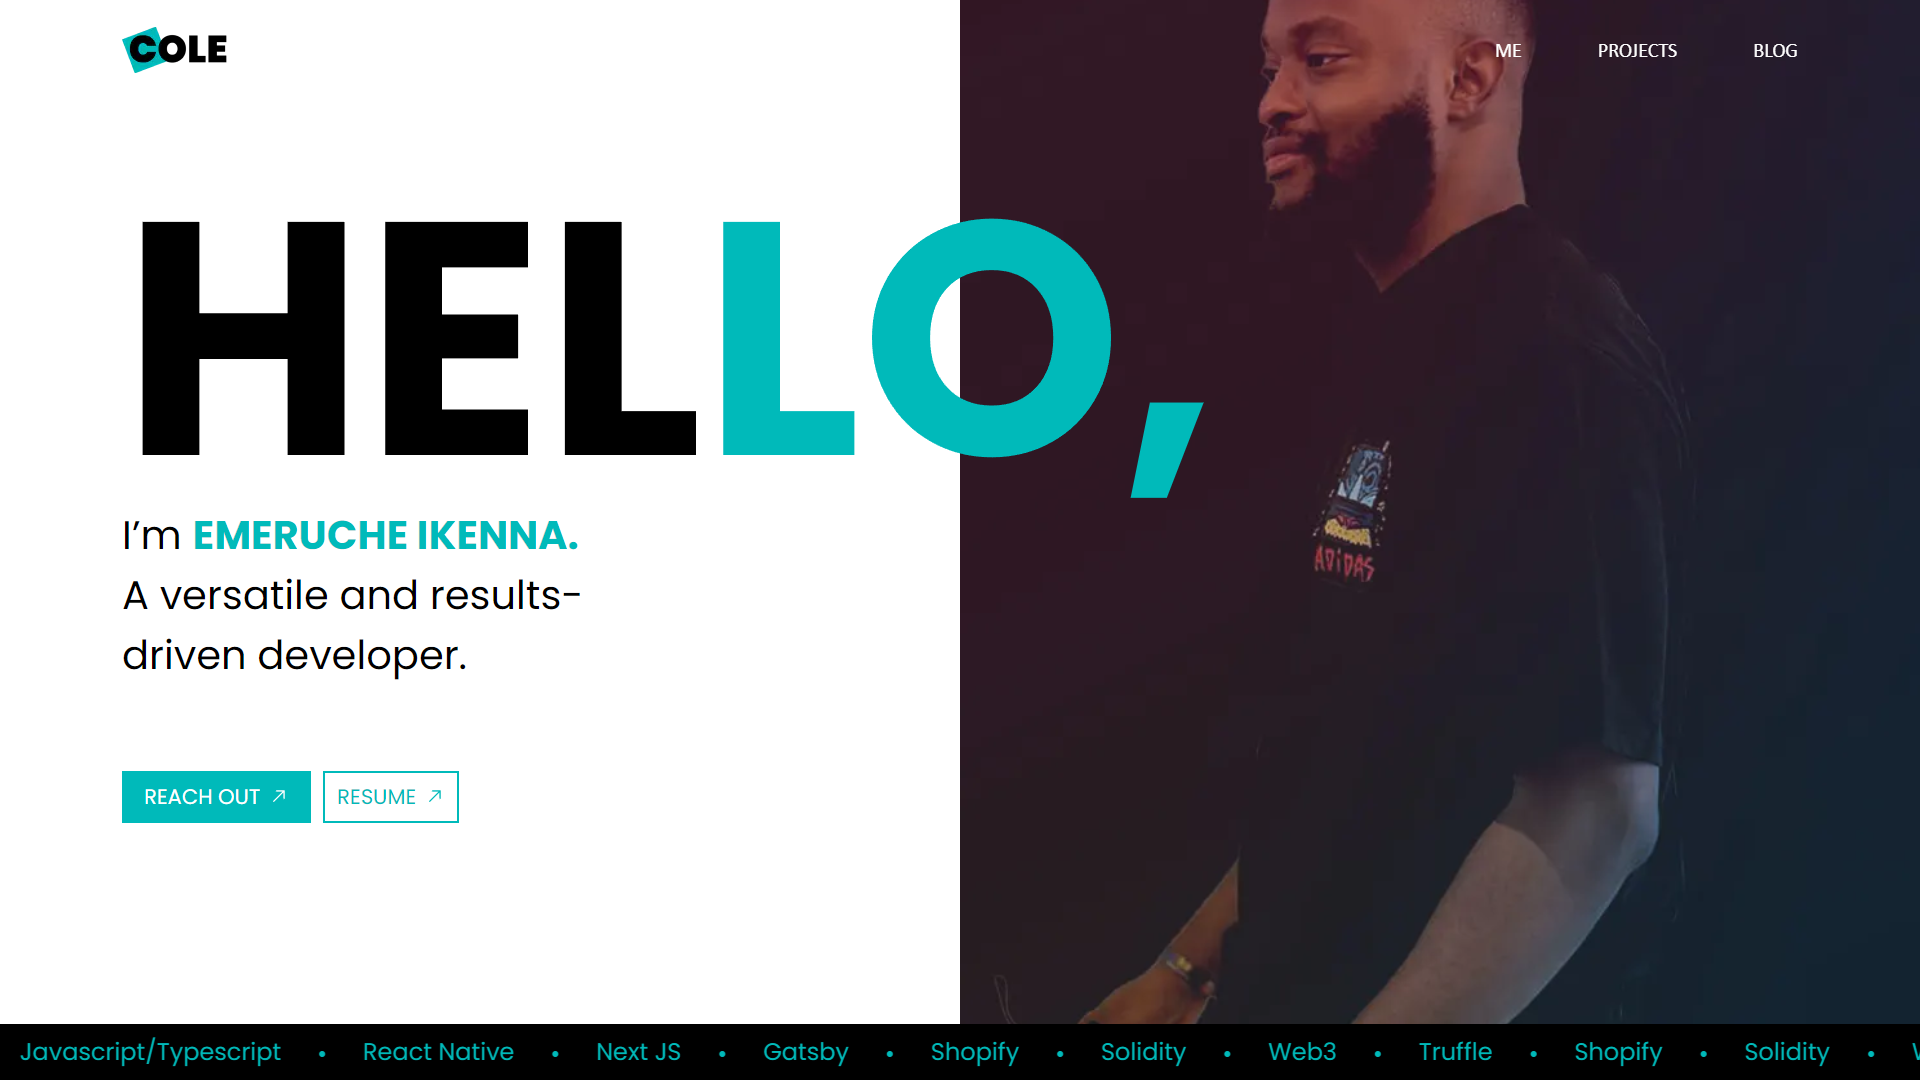 COLE
ME PROJECTS BLOG
HELLO,
I’m EMERUCHE IKENNA.
A versatile and results-
driven developer.
REACH OUT RESUME
ADiDAS
Javascript/Typescript • React Native • Next JS • Gatsby • Shopify • Solidity • Web3 • Truffle • Shopify • Solidity •